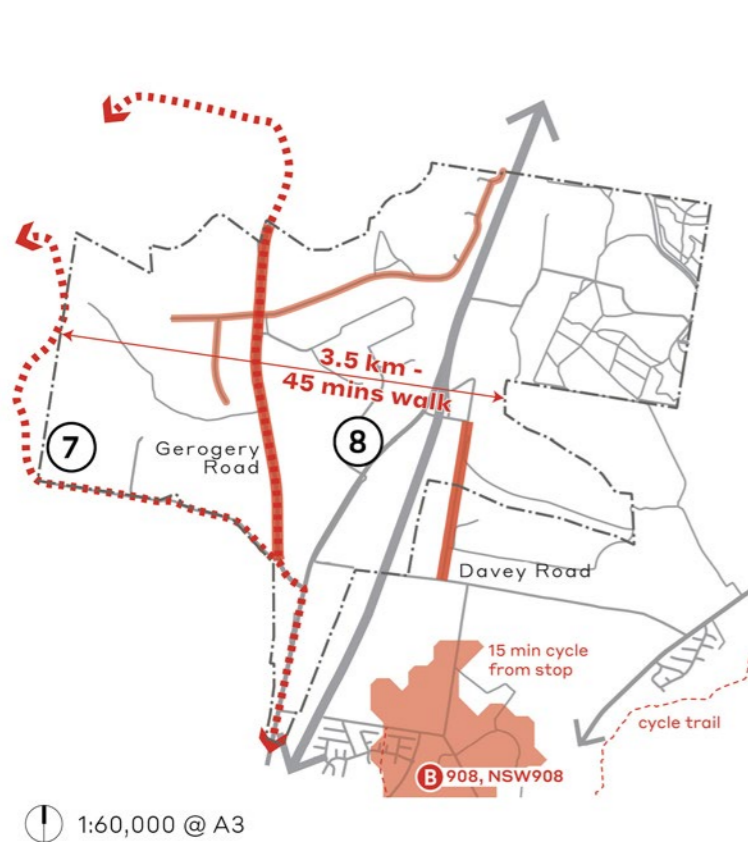 3.5 km -
45 mins walk
7
8
Gerogery
Road
Davey Road
15 min cycle
from stop
cycle trail
B 908, NSW908
1:60,000 @ A3